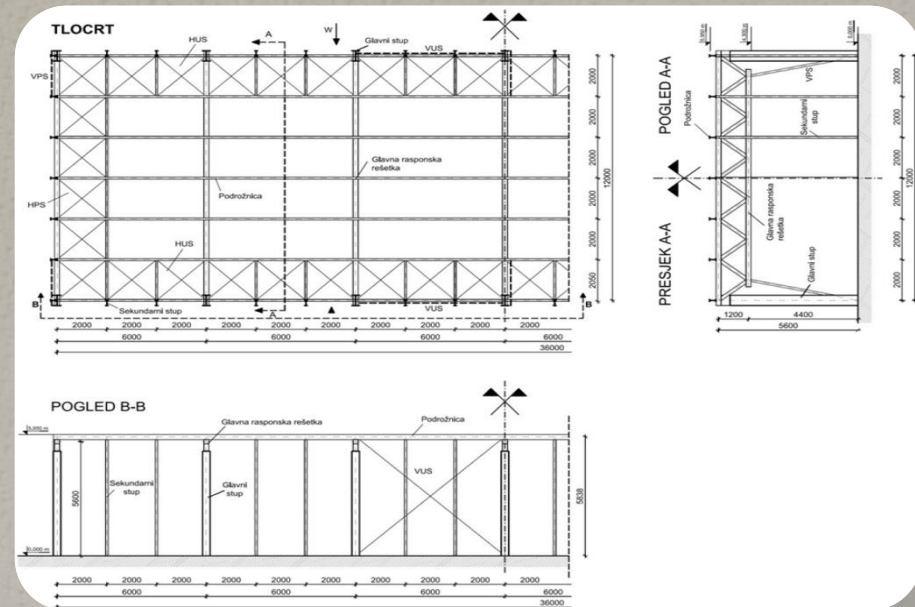 TLOCRT
HUS
A
W
Glavni stup
VUS
VPS
HPS
Podrožnica
Glavna rasponska
rešetka
HUS
B
Sekundarni stup
A
VUS
B
2000
2000
2000
2000
2000
2050
12000
2000 2000 2000 2000 2000 2000 2000 2000 2000 2000
6000 6000 6000 6000
36000
POGLED A-A
PRESJEK A-A
Podrožnica
VPS
Sekundarni
stup
Glavna rasponska
rešetka
Glavni stup
2000
2000
2000
2000
2000
2000
12000
1200 4400
5600
POGLED B-B
Glavna rasponska rešetka
Podrožnica
Sekundarni
stup
Glavni
stup
VUS
5600
5838
0,000 m
2000 2000 2000 2000 2000 2000 2000 2000 2000 2000
6000 6000 6000 6000
36000